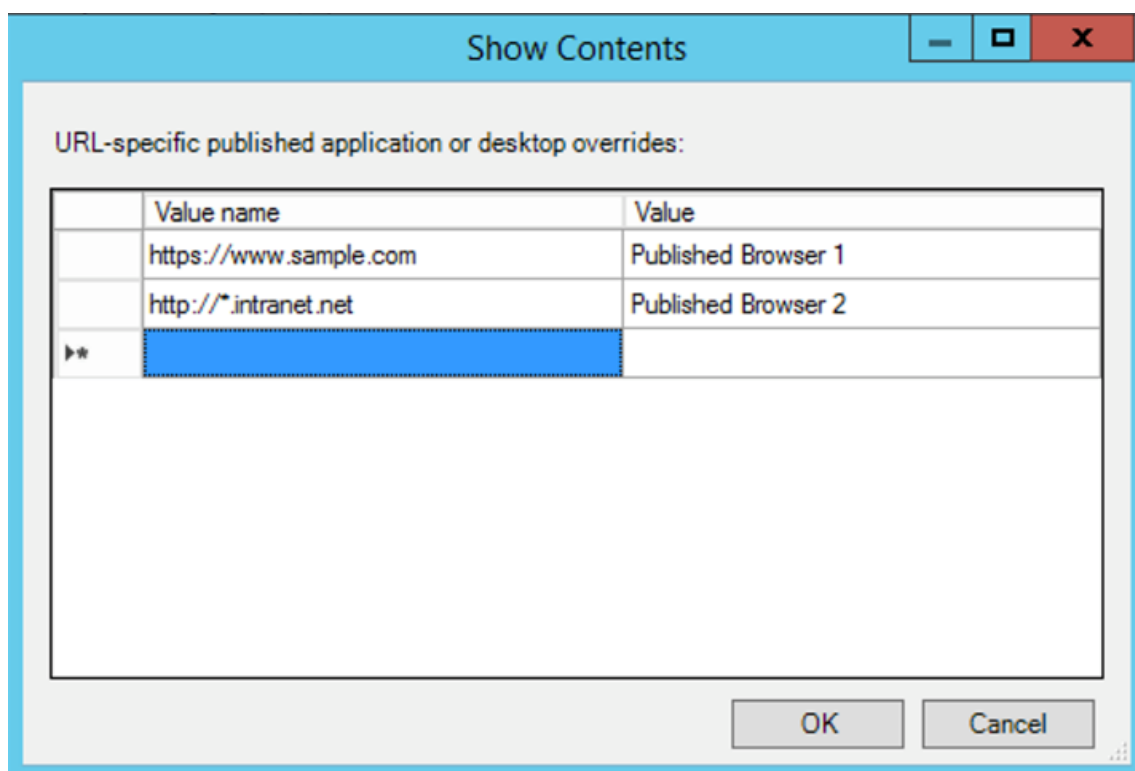 Show Contents
URL-specific published application or desktop overrides:
Value name Value
https://www.sample.com Published Browser 1
http://*.intranet.net Published Browser 2
OK Cancel